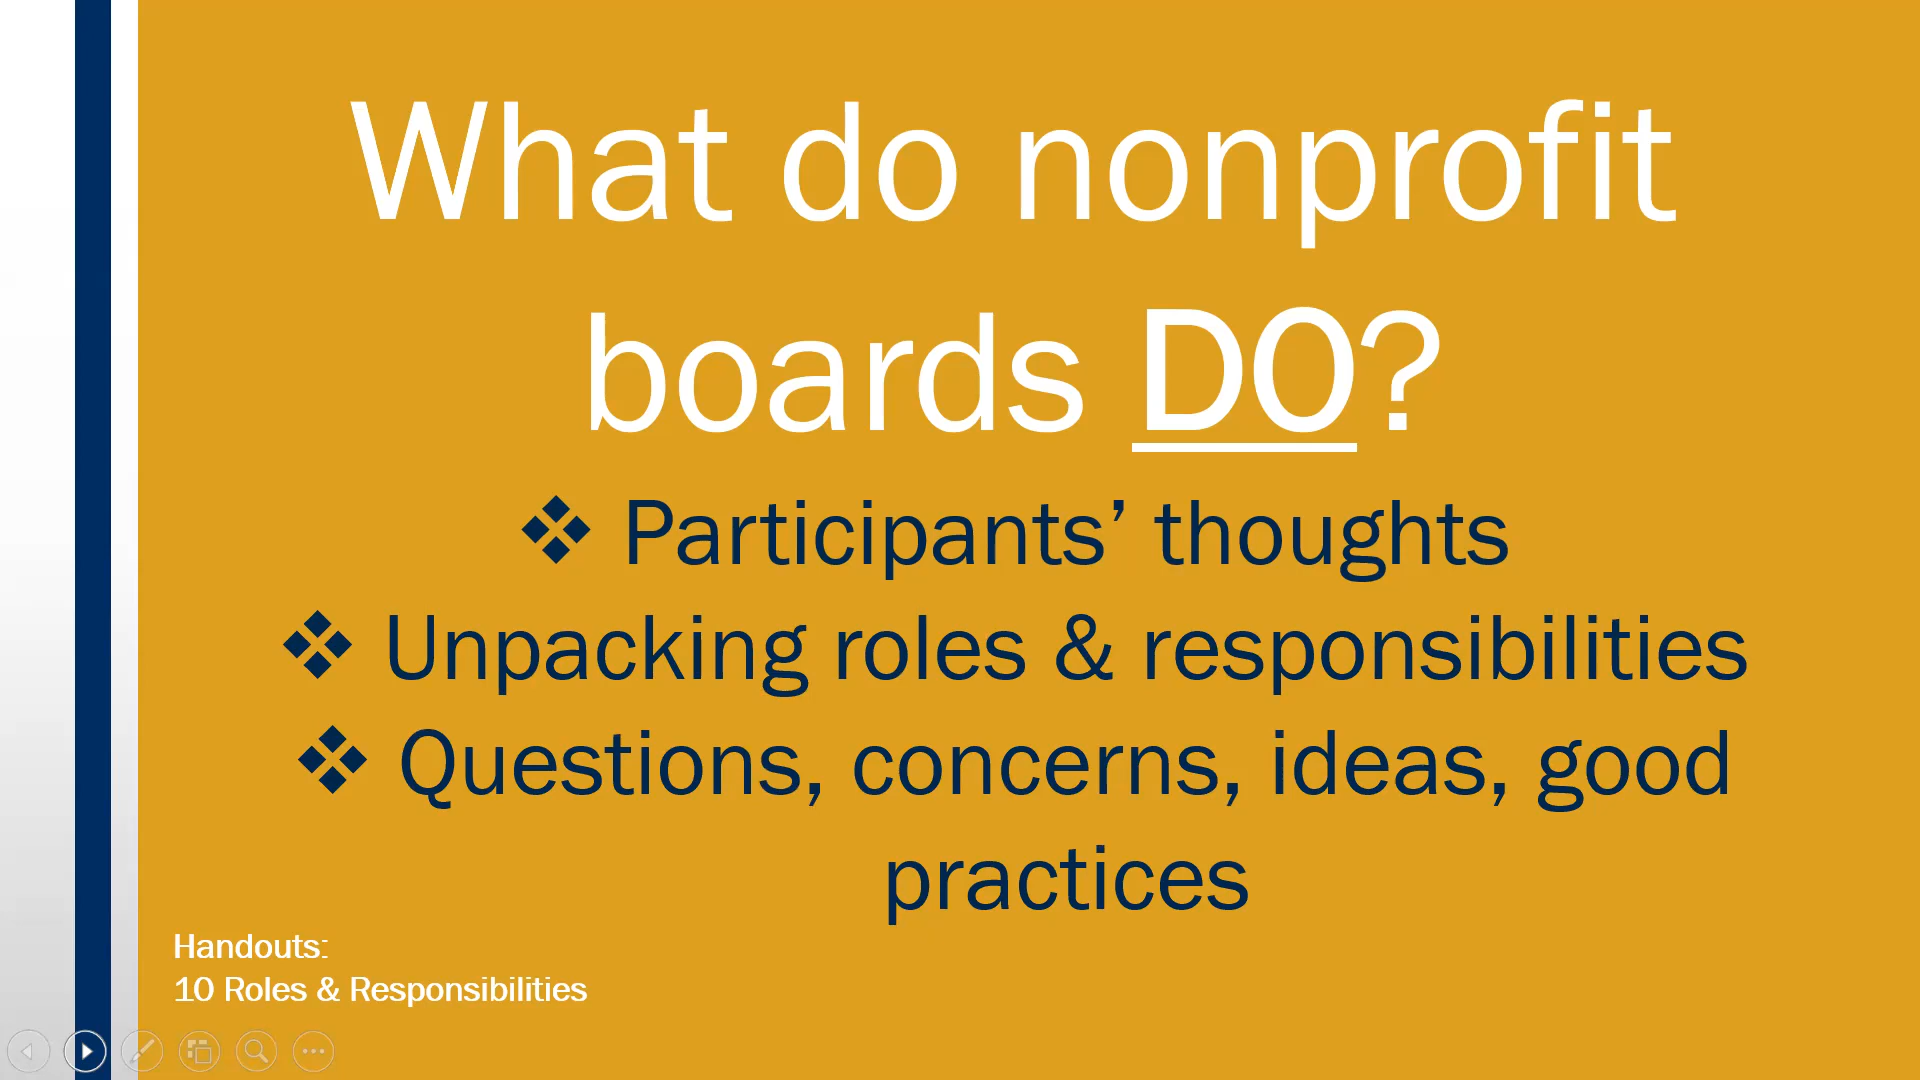 What do nonprofit
boards DO?
❖ Participants’ thoughts
❖ Unpacking roles & responsibilities
❖ Questions, concerns, ideas, good
practices
Handouts:
10 Roles & Responsibilities